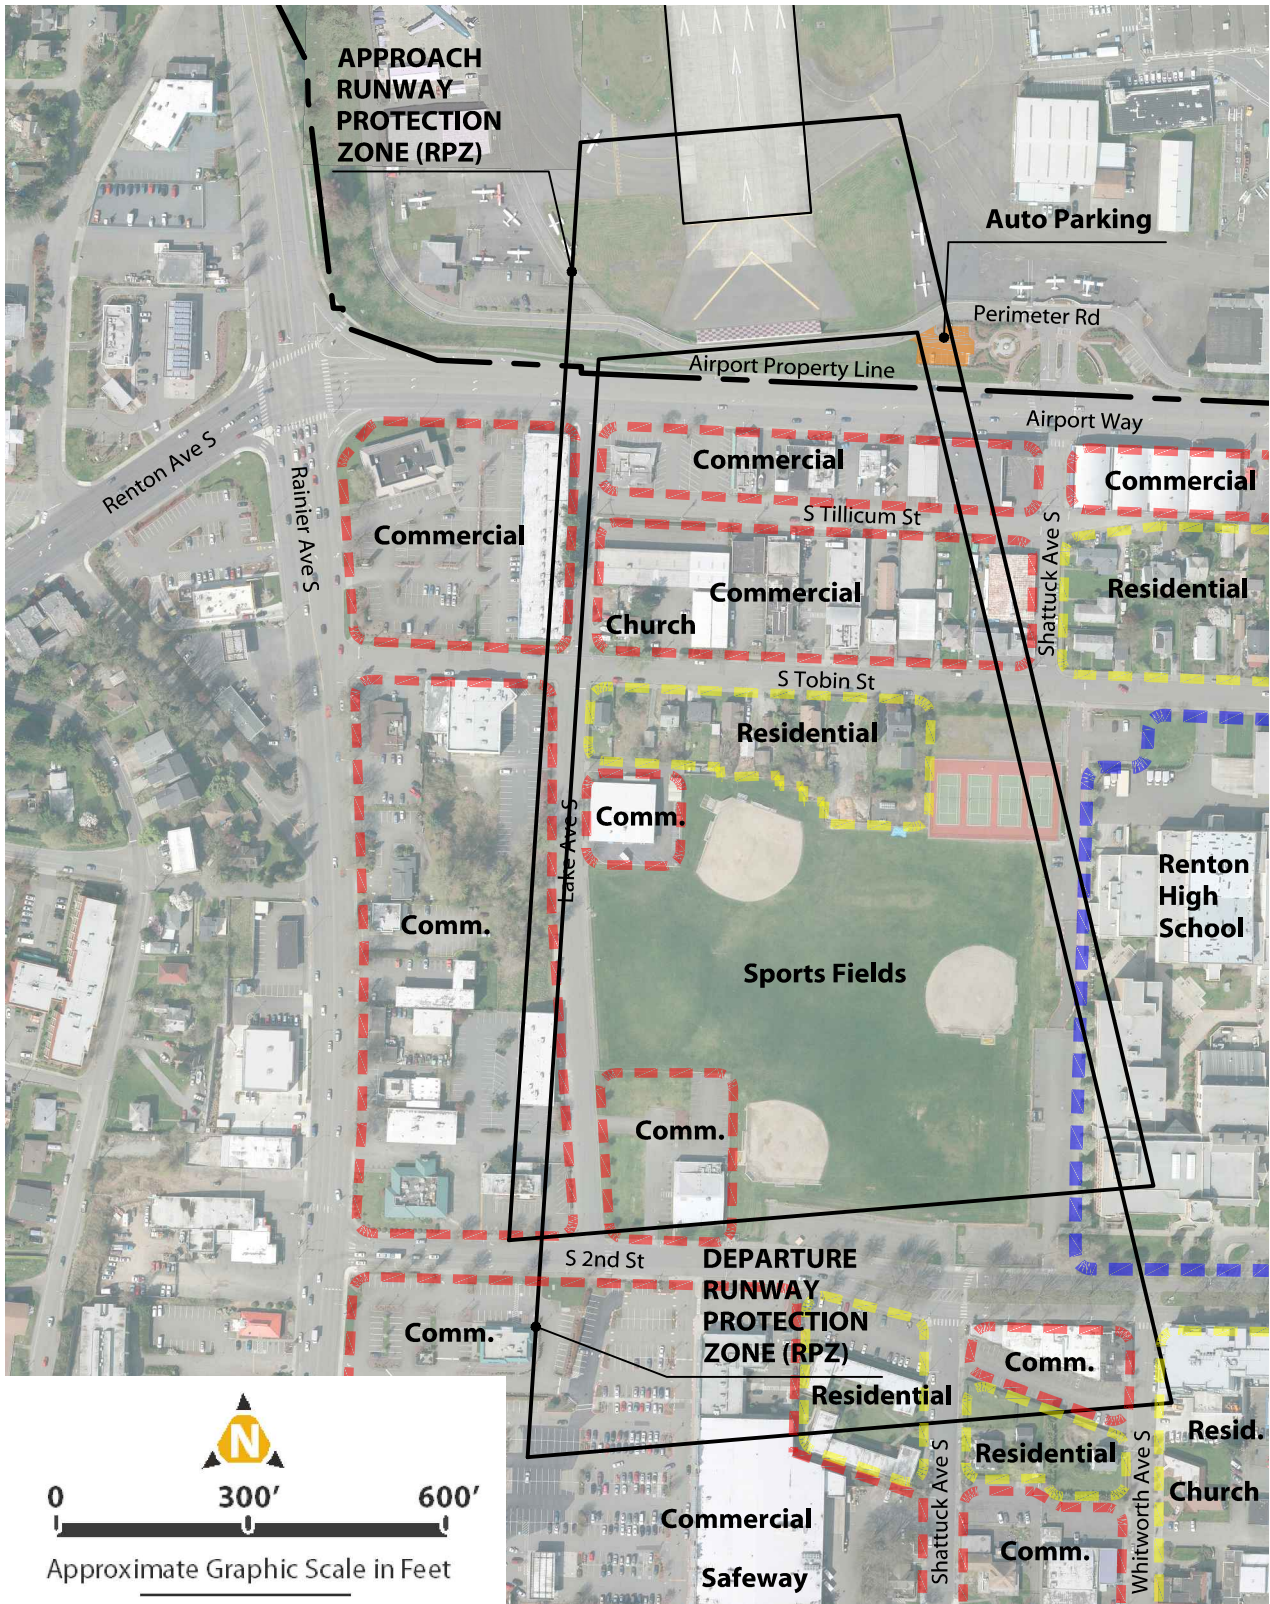 APPROACH
RUNWAY
PROTECTION
ZONE (RPZ)
Auto Parking
Perimeter Rd
Airport Property Line
Airport Way
Renton Ave S
Rainier Ave S
Commercial
Commercial
Commercial
S Tillicum St
Shattuck Ave S
Commercial
Church
Residential
S Tobin St
Residential
Comm.
Lake Ave S
Renton
High
School
Comm.
Sports Fields
Comm.
S 2nd St
DEPARTURE
RUNWAY
PROTECTION
ZONE (RPZ)
Comm.
Comm.
Residential
Residential
Resid.
Church
Shattuck Ave S
Whitworth Ave S
Commercial
Safeway
Comm.
N
0 300' 600'
Approximate Graphic Scale in Feet